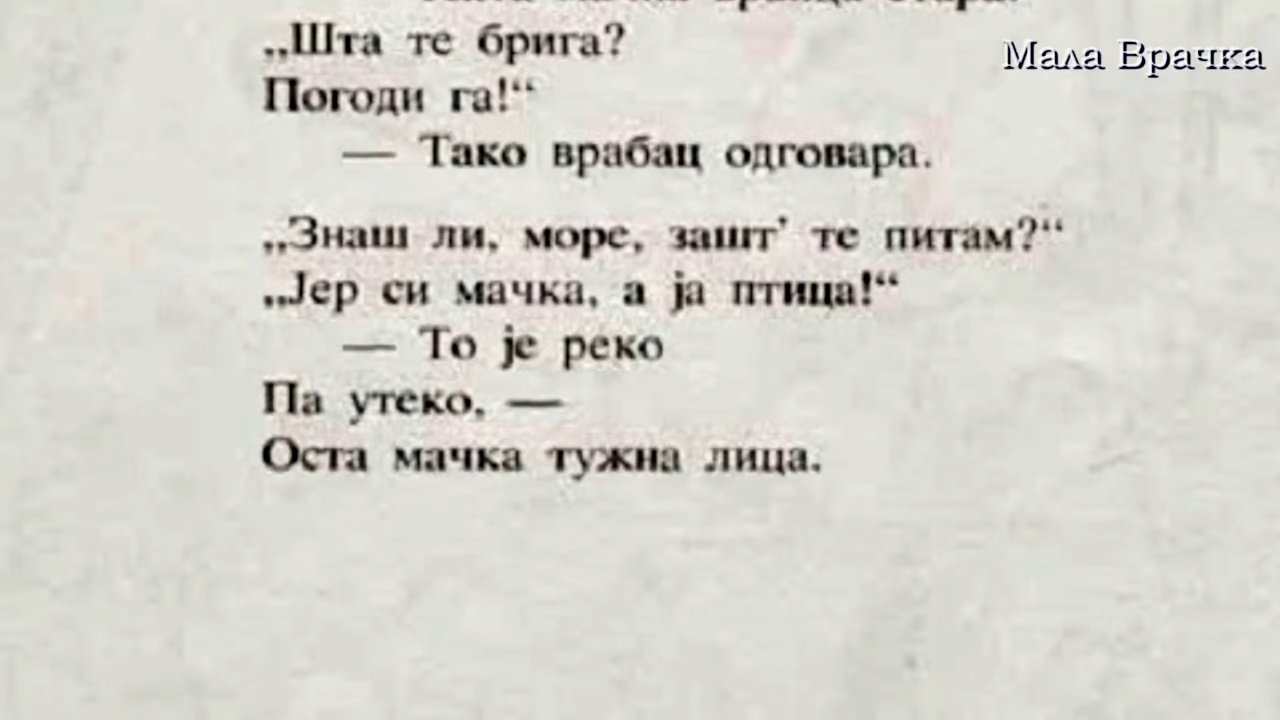 „Шта те брига?
Мала Врачка
Погоди га!“
— Тако врабац одговара.
„Знаш ли, море, зашт’ те питам?“
„Јер си мачка, а ја птица!“
— То је реко
Па утеко, —
Оста мачка тужна лица.